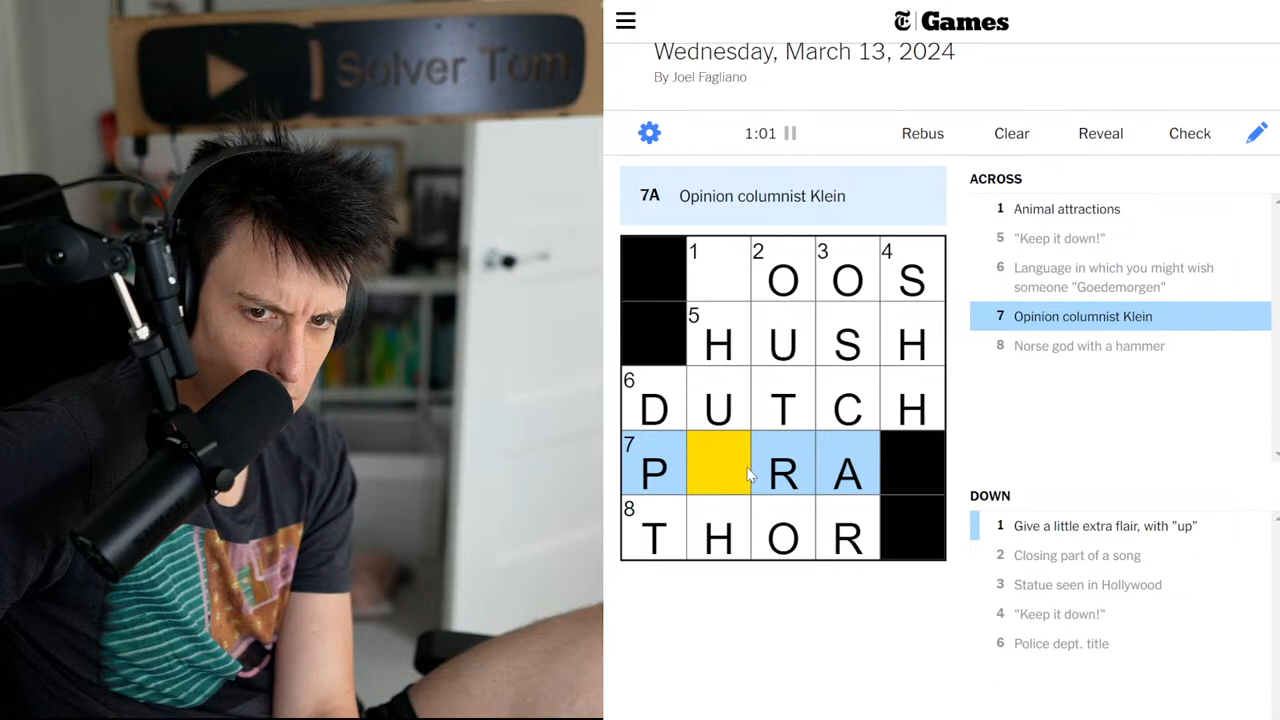 Solver Tom
Games
Wednesday, March 13, 2024
By Joel Fagliano
1:01
Rebus
Clear
Reveal
Check
7A Opinion columnist Klein
1 2 O 3 O 4 S
5 H U S H
6 D U T C H
7 P R A
8 T H O R
ACROSS
1 Animal attractions
5 "Keep it down!"
6 Language in which you might wish
someone "Goedemorgen"
7 Opinion columnist Klein
8 Norse god with a hammer
DOWN
1 Give a little extra flair, with "up"
2 Closing part of a song
3 Statue seen in Hollywood
4 "Keep it down!"
6 Police dept. title